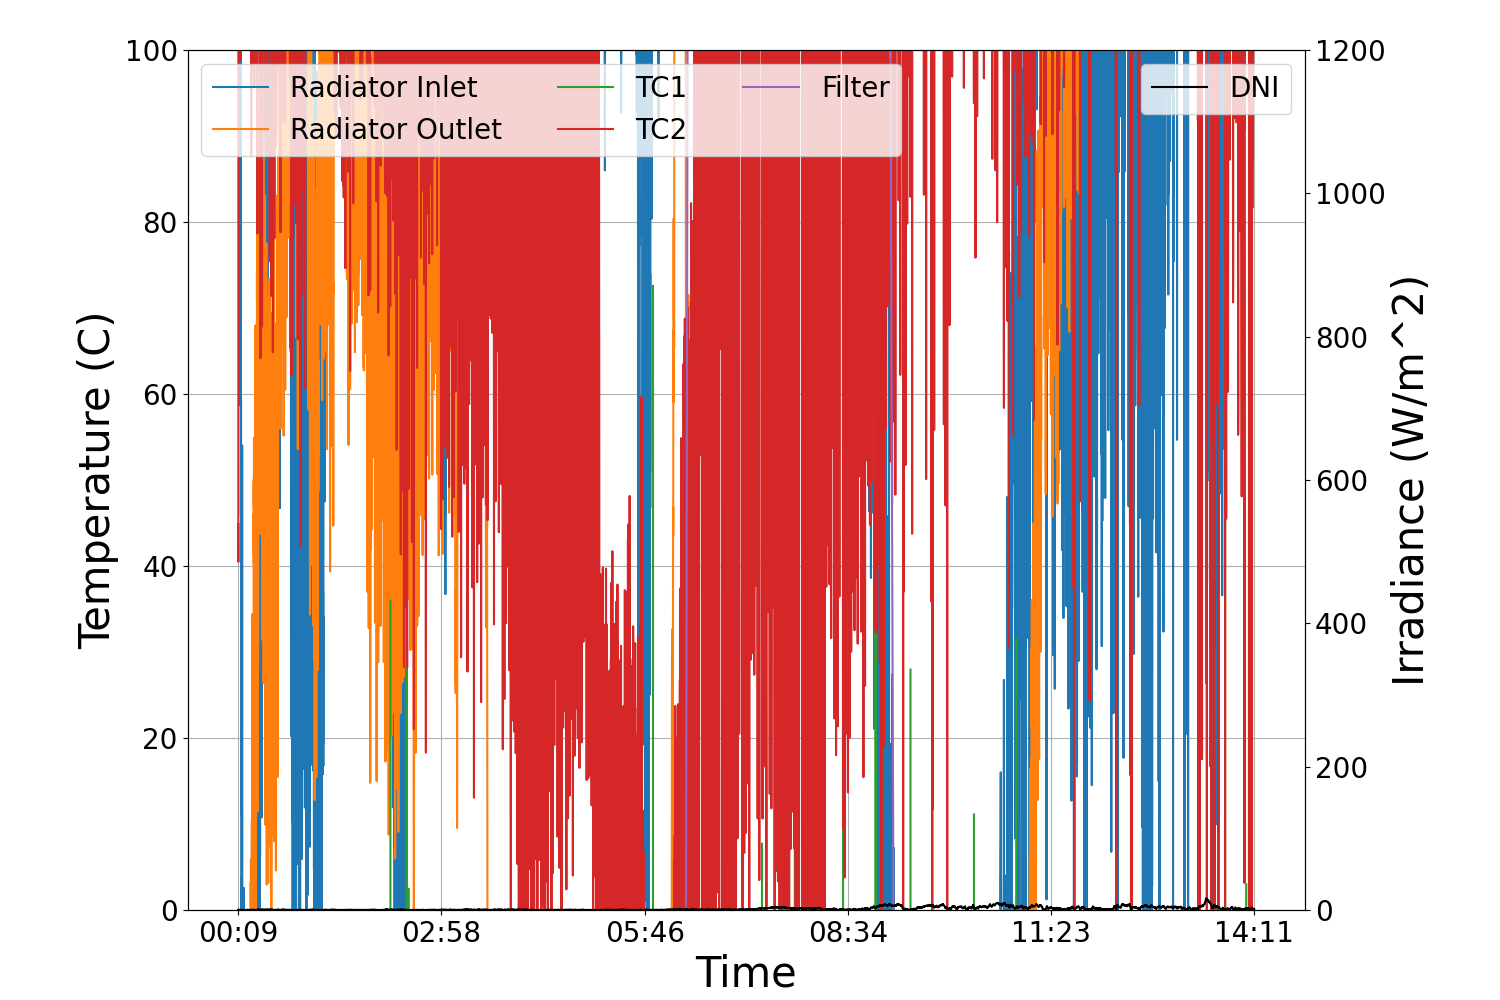 100
80
60
40
20
0
Temperature (C)
Radiator Inlet
Radiator Outlet
TC1
TC2
Filter
DNI
1200
1000
800
600
400
200
0
Irradiance (W/m^2)
00:09 02:58 05:46 08:34 11:23 14:11
Time